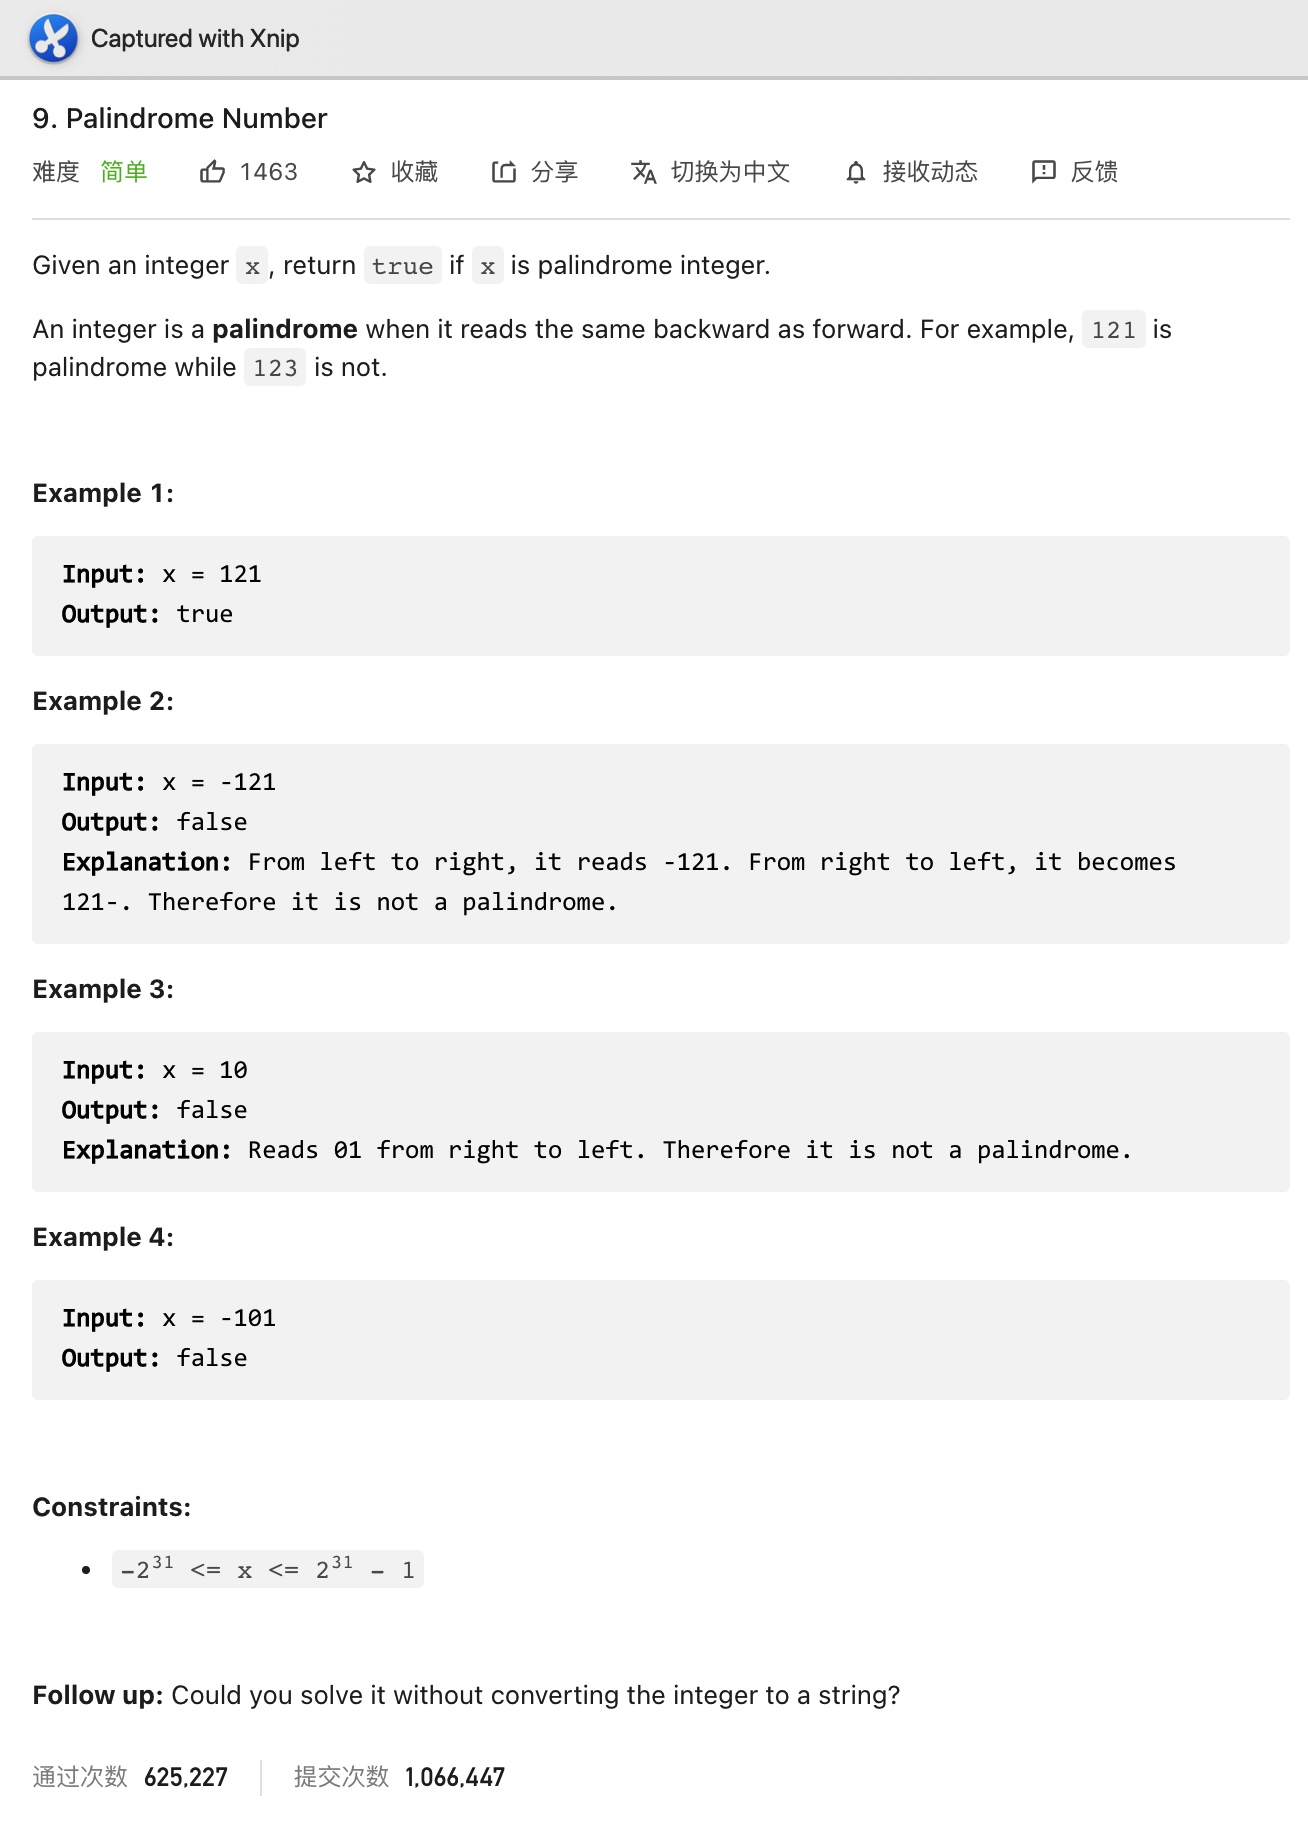 Captured with Xnip
9. Palindrome Number
难度 简单 1463 收藏 分享 切换为中文 接收动态 反馈
Given an integer x, return true if x is palindrome integer.
An integer is a palindrome when it reads the same backward as forward. For example, 121 is
palindrome while 123 is not.
Example 1:
Input: x = 121
Output: true
Example 2:
Input: x = -121
Output: false
Explanation: From left to right, it reads -121. From right to left, it becomes
121-. Therefore it is not a palindrome.
Example 3:
Input: x = 10
Output: false
Explanation: Reads 01 from right to left. Therefore it is not a palindrome.
Example 4:
Input: x = -101
Output: false
Constraints:
• -2³¹ <= x <= 2³¹ - 1
Follow up: Could you solve it without converting the integer to a string?
通过次数 625,227 提交次数 1,066,447